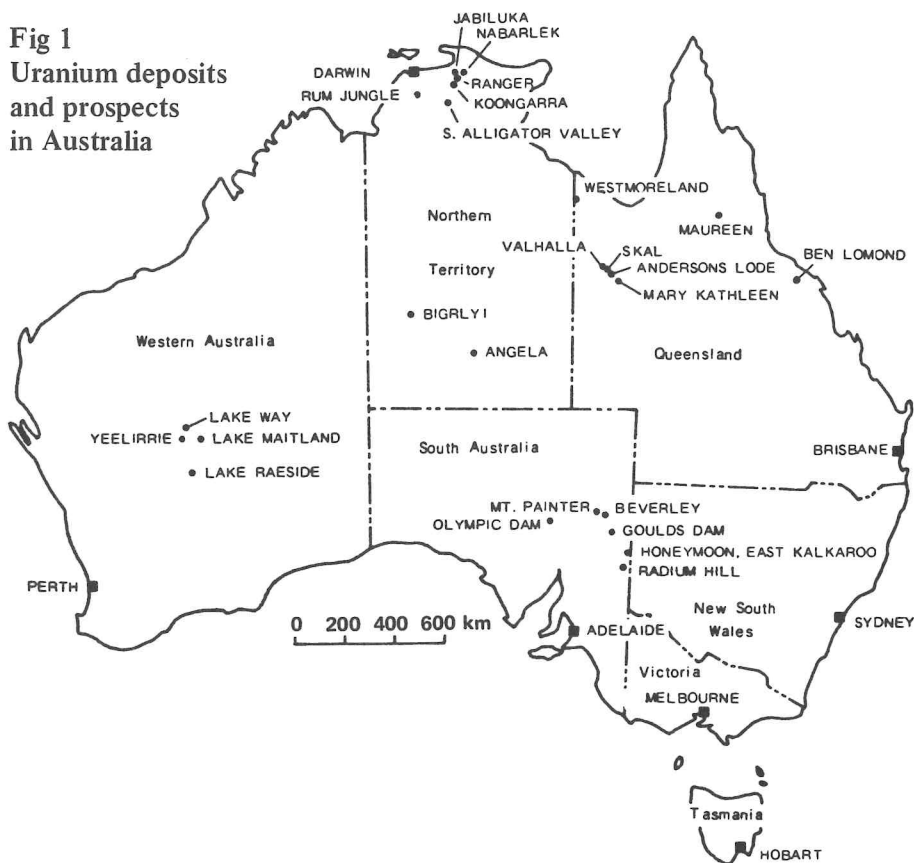 Fig 1
Uranium deposits
and prospects
in Australia
JABILUKA
NABARLEK
DARWIN
RANGER
RUM JUNGLE
KOONGARRA
S. ALLIGATOR VALLEY
WESTMORELAND
Northern
Territory
MAUREEN
VALHALLA
SKAL
BEN LOMOND
ANDERSONS LODE
MARY KATHLEEN
BIGRLYI
Western Australia
ANGELA
Queensland
LAKE WAY
YEELIRRIE
LAKE MAITLAND
South Australia
BRISBANE
LAKE RAESIDE
MT. PAINTER
BEVERLEY
OLYMPIC DAM
GOULDS DAM
HONEYMOON, EAST KALKAROO
RADIUM HILL
PERTH
New South
Wales
SYDNEY
0 200 400 600 km
ADELAIDE
Victoria
MELBOURNE
Tasmania
HOBART